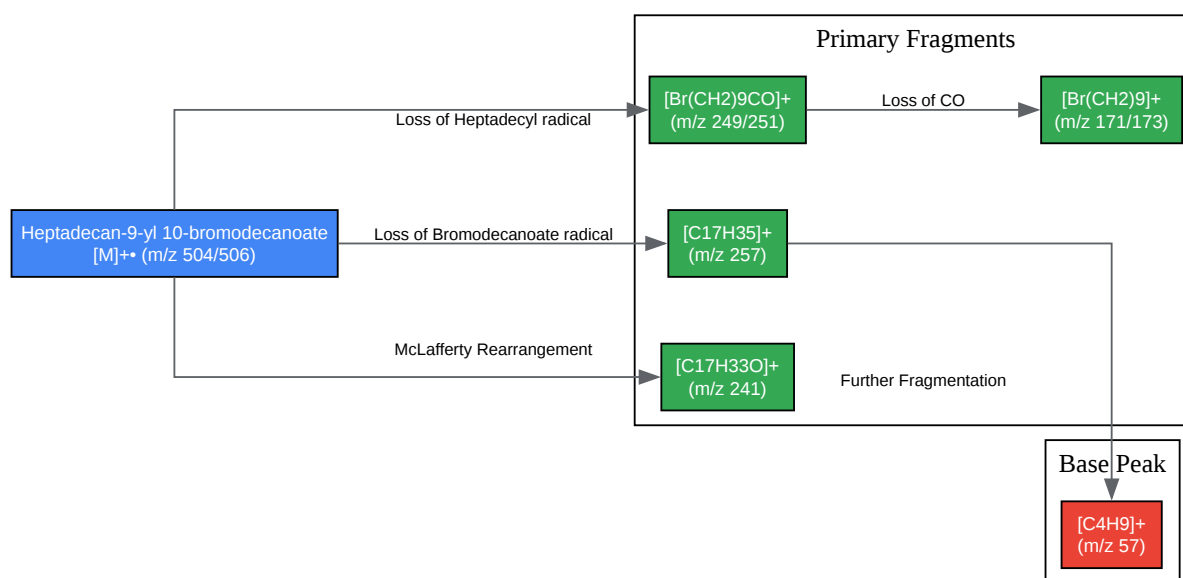 Primary Fragments
[Br(CH2)9CO]+
(m/z 249/251)
Loss of CO
[Br(CH2)9]+
(m/z 171/173)
Loss of Heptadecyl radical
Heptadecan-9-yl 10-bromodecanoate
[M]+• (m/z 504/506)
Loss of Bromodecanoate radical
[C17H35]+
(m/z 257)
McLafferty Rearrangement
[C17H33O]+
(m/z 241)
Further Fragmentation
Base Peak
[C4H9]+
(m/z 57)